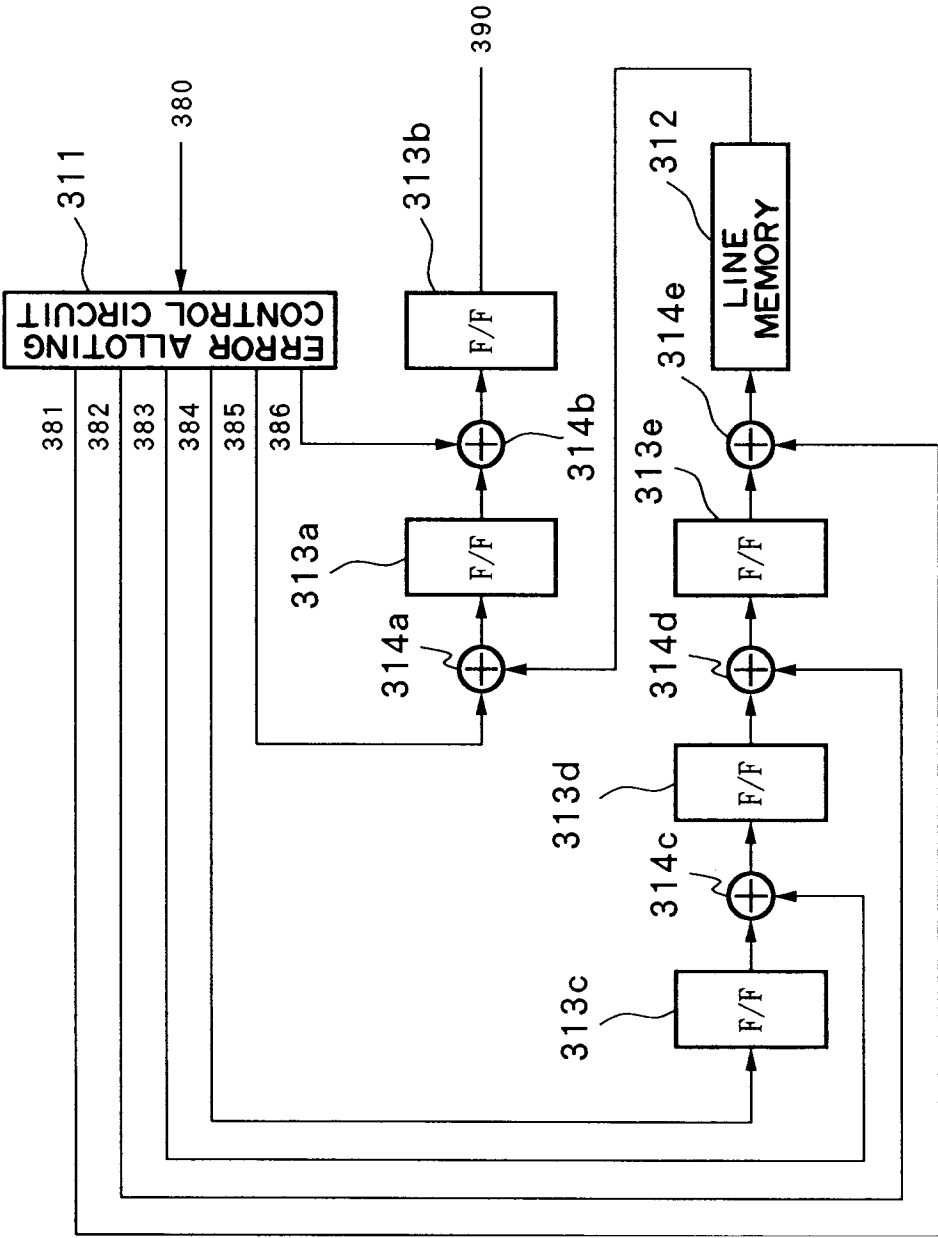 311
380
ERROR ALLOTING
CONTROL CIRCUIT
381
382
383
384
385
386
390
313b
F/F
314b
313a
F/F
314a
312
LINE
MEMORY
314e
313e
F/F
314d
313d
F/F
314c
313c
F/F